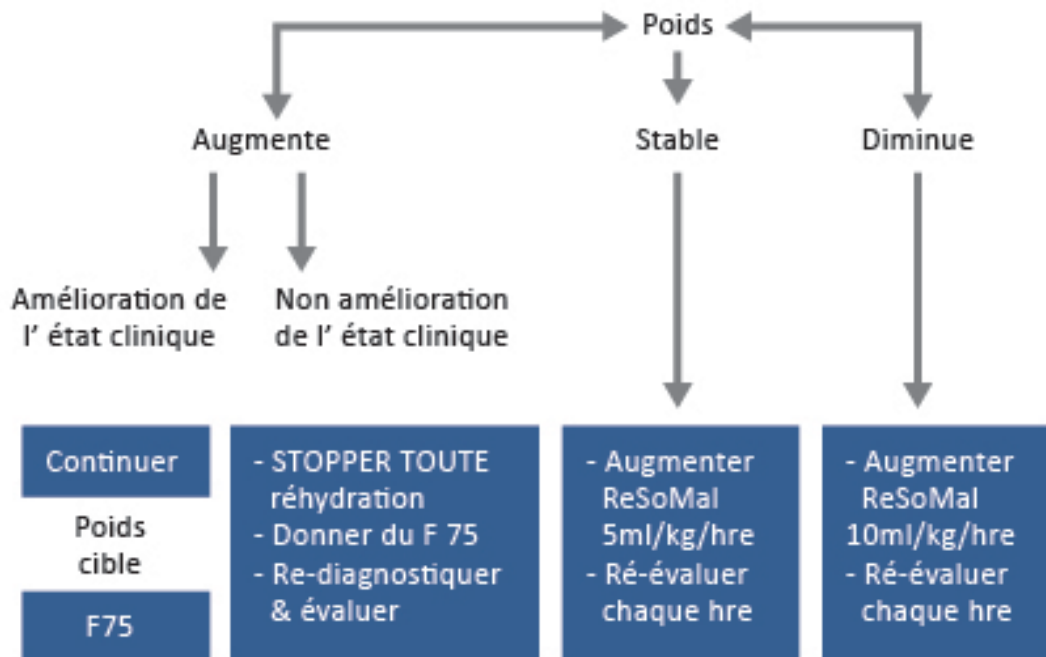 Poids
Augmente
Stable
Diminue
Amélioration de
l’ état clinique
Non amélioration
de l’ état clinique
Continuer
Poids
cible
F75
- STOPPER TOUTE
réhydration
- Donner du F 75
- Re-diagnostiquer
& évaluer
- Augmenter
ReSoMal
5ml/kg/hre
- Ré-évaluer
chaque hre
- Augmenter
ReSoMal
10ml/kg/hre
- Ré-évaluer
chaque hre